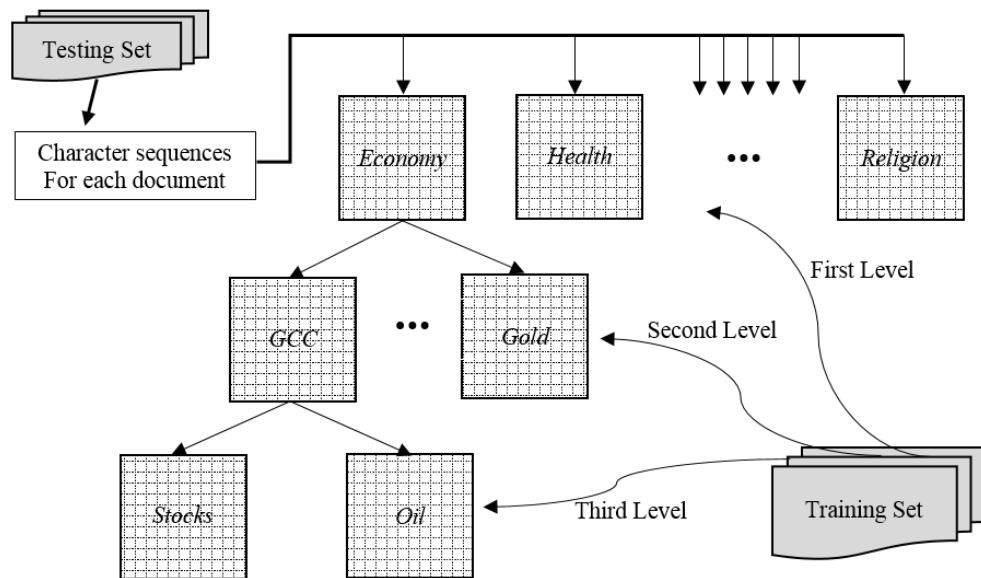 Testing Set
Character sequences
For each document
Economy
Health
•••
Religion
First Level
GCC
•••
Gold
Second Level
Stocks
Oil
Third Level
Training Set